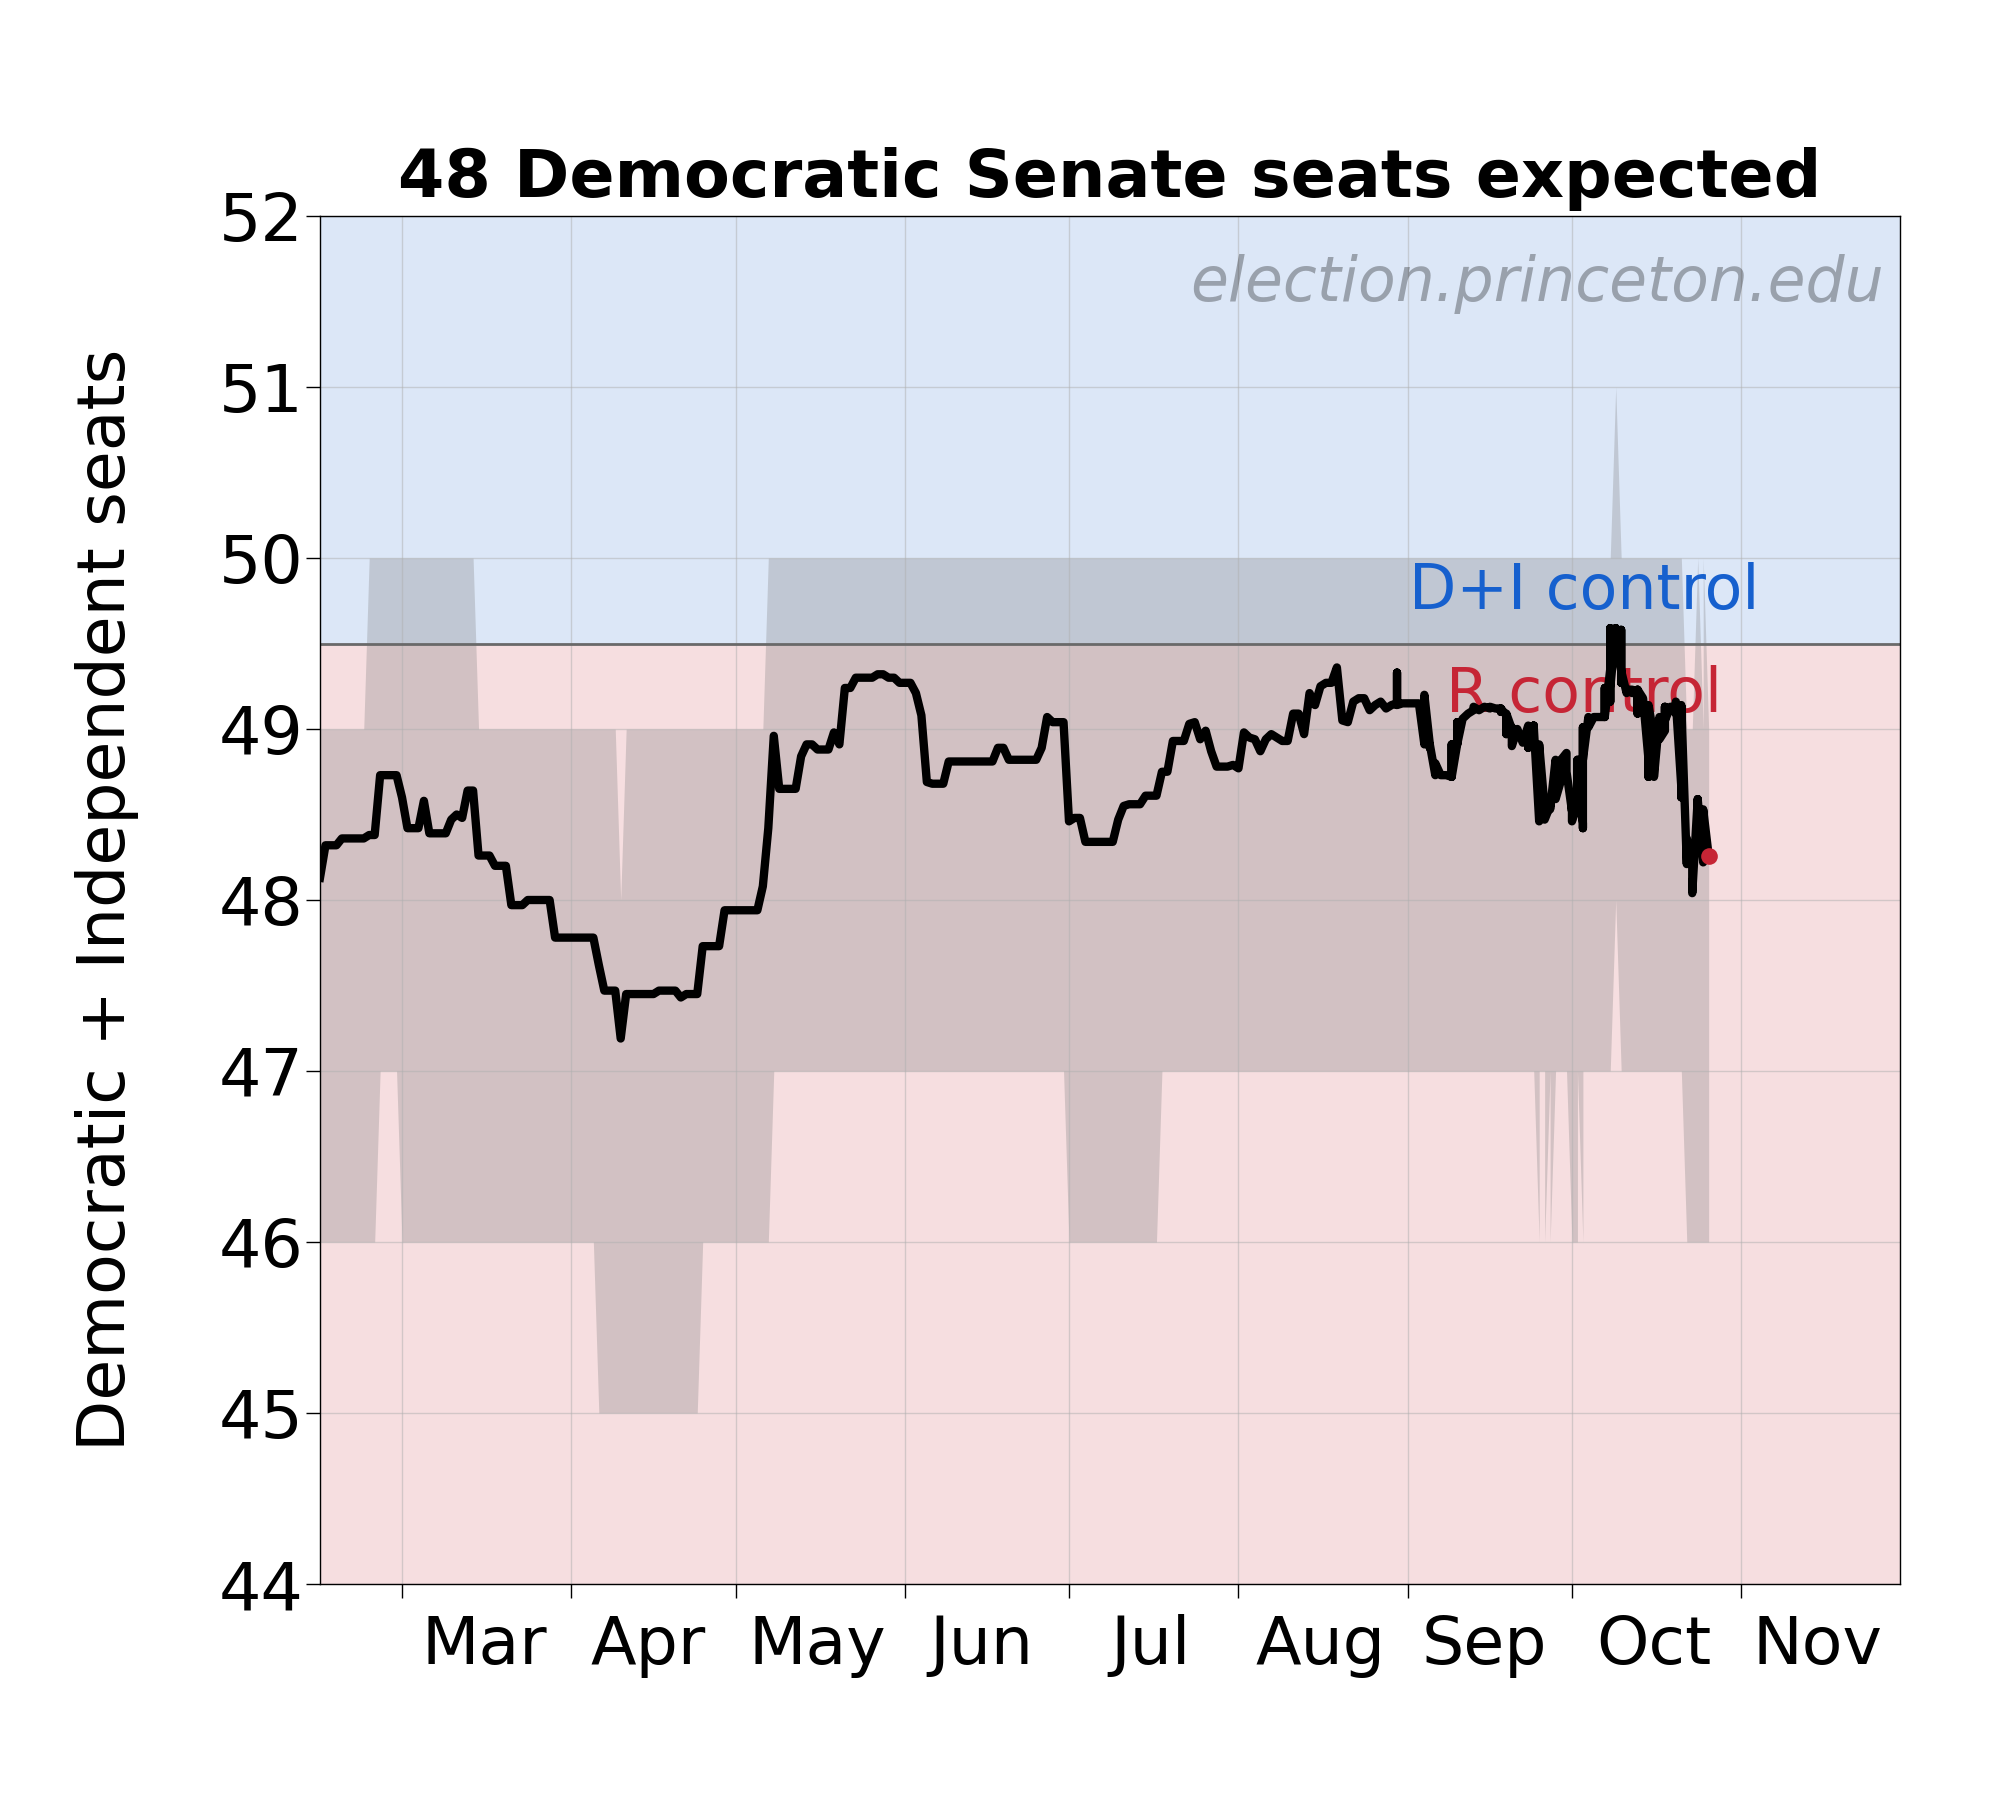 48 Democratic Senate seats expected
election.princeton.edu
D+I control
R control
Democratic + Independent seats
52
51
50
49
48
47
46
45
44
Mar Apr May Jun Jul Aug Sep Oct Nov